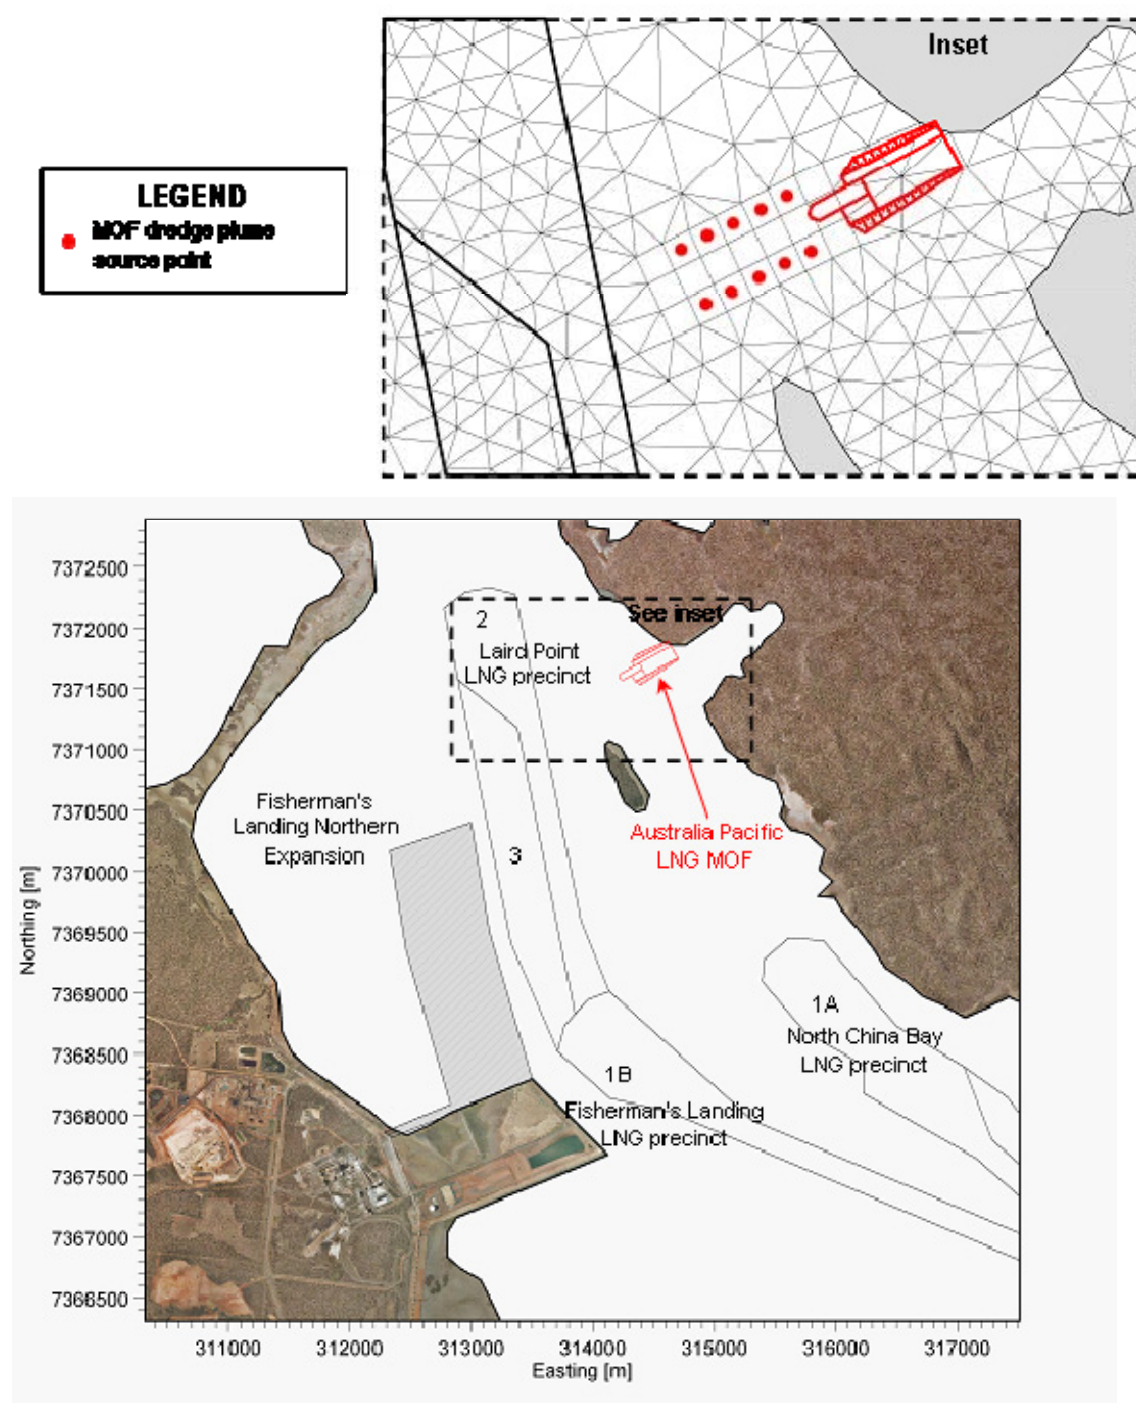 Inset
LEGEND
MOF dredge plume
source point
See inset
2
Laird Point
LNG precinct
Fisherman's
Landing Northern
Expansion
3
Australia Pacific
LNG MOF
1A
North China Bay
LNG precinct
1B
Fisherman's Landing
LNG precinct
7372500
7372000
7371500
7371000
7370500
7370000
7369500
7369000
7368500
7368000
7367500
7367000
7366500
Northing [m]
311000 312000 313000 314000 315000 316000 317000
Easting [m]